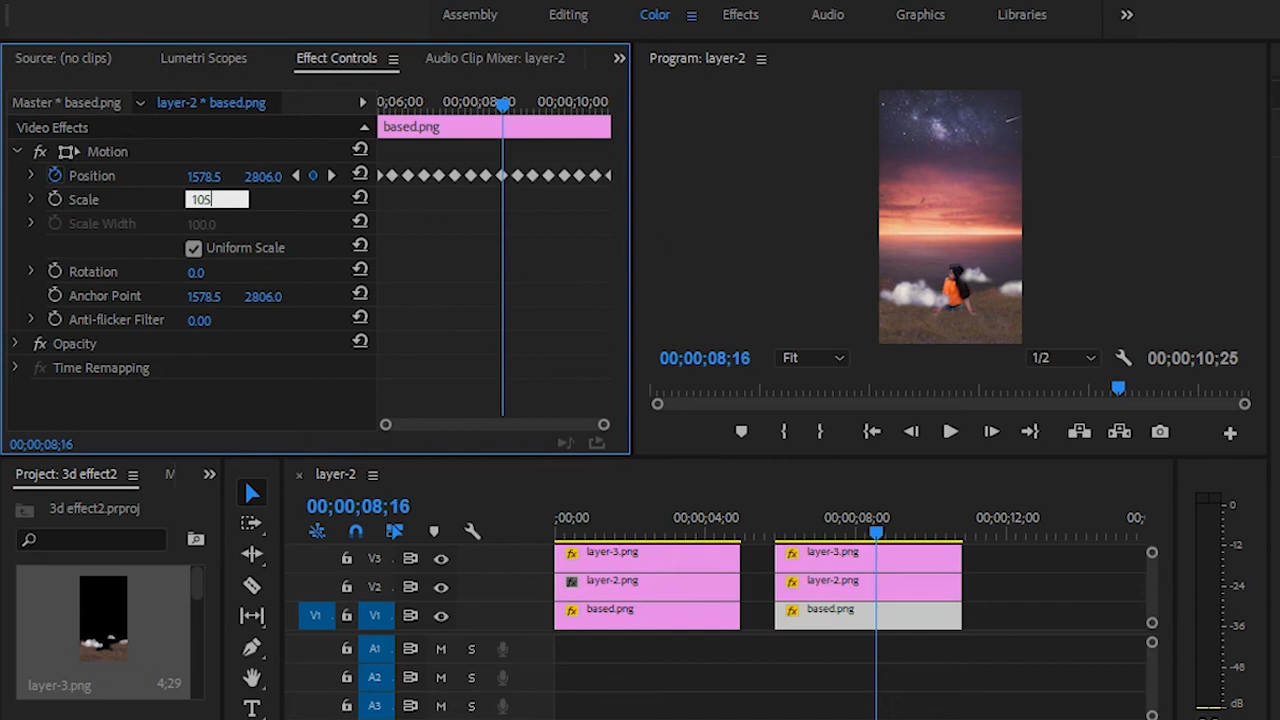 Assembly Editing Color Effects Audio Graphics Libraries
Source: (no clips) Lumetri Scopes Effect Controls Audio Clip Mixer: layer-2
Program: layer-2
Master * based.png layer-2 * based.png
0;06;00 00;00;08;00 00;00;10;00
Video Effects
based.png
Motion
Position 1578.5 2806.0
Scale 105
Scale Width 100.0
Uniform Scale
Rotation 0.0
Anchor Point 1578.5 2806.0
Anti-flicker Filter 0.00
Opacity
Time Remapping
00;00;08;16
00;00;08;16 Fit 1/2 00;00;10;25
Project: 3d effect2 M
3d effect2.prproj
layer-3.png 4;29
× layer-2
00;00;08;16
;00;00 00;00;04;00 00;00;08;00 00;00;12;00 00;
V3 layer-3.png layer-3.png
V2 layer-2.png layer-2.png
V1 V1 based.png based.png
A1 M S
A2 M S
A3 M S
T
0
-12
-24
-36
-48
dB